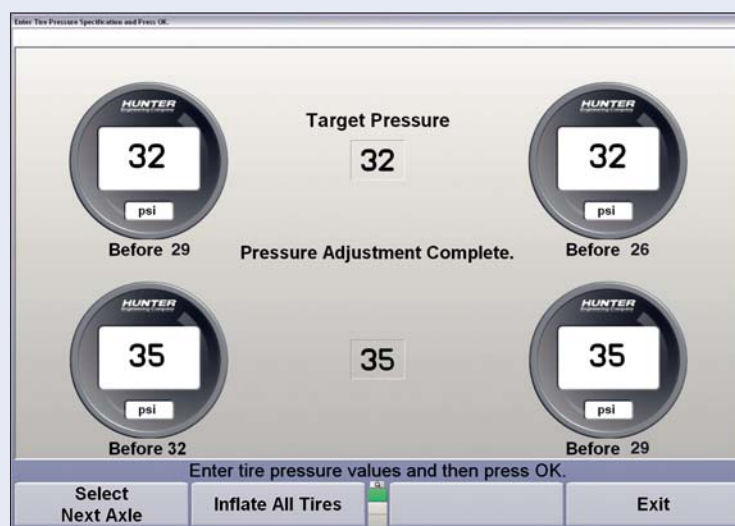 Enter Tire Pressure Specification and Press OK.
HUNTER
Engineering Company
32
psi
Before 29
Target Pressure
32
HUNTER
Engineering Company
32
psi
Before 26
Pressure Adjustment Complete.
HUNTER
Engineering Company
35
psi
Before 32
35
HUNTER
Engineering Company
35
psi
Before 29
Enter tire pressure values and then press OK.
Select
Next Axle
Inflate All Tires
Exit